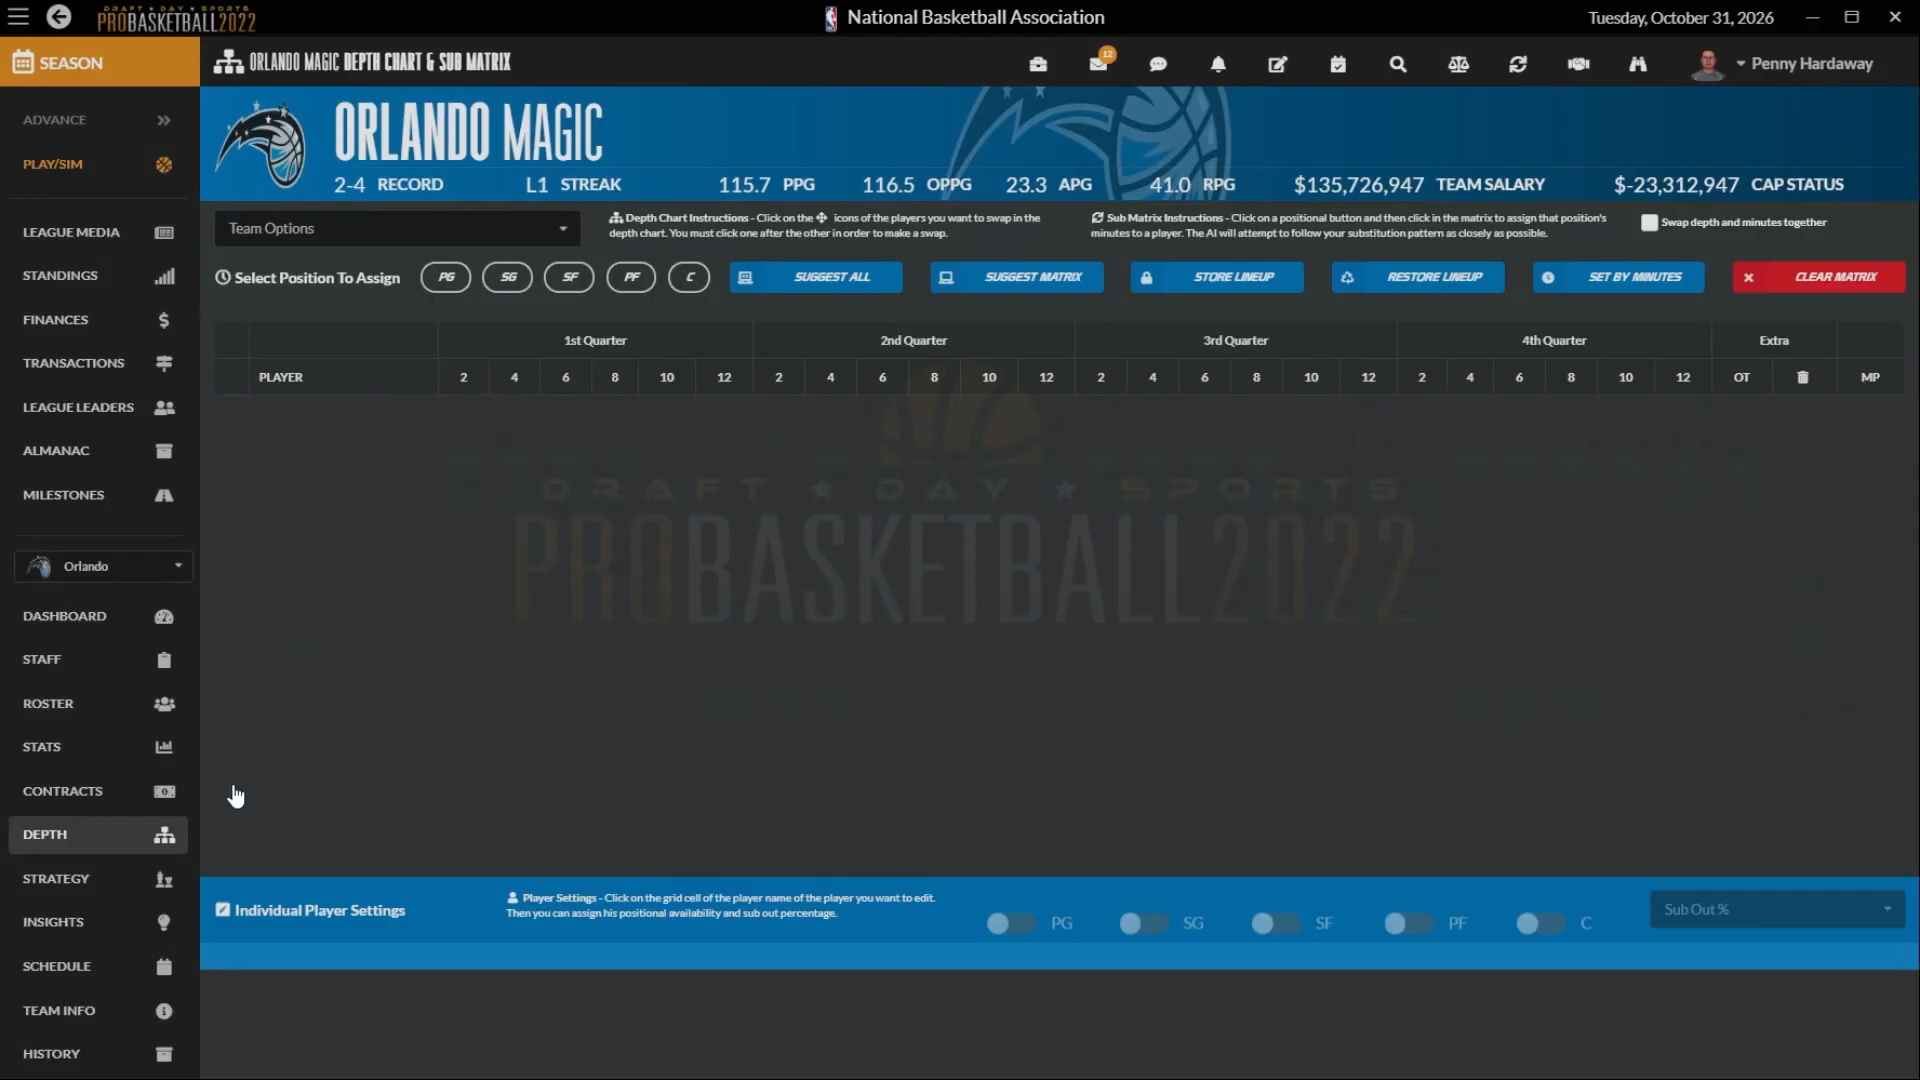 DRAFT ★ DAY ★ SPORTS
PROBASKETBALL2022
National Basketball Association
Tuesday, October 31, 2026
SEASON
ORLANDO MAGIC DEPTH CHART & SUB MATRIX
12
Penny Hardaway
ADVANCE
PLAY/SIM
LEAGUE MEDIA
STANDINGS
FINANCES
TRANSACTIONS
LEAGUE LEADERS
ALMANAC
MILESTONES
Orlando
DASHBOARD
STAFF
ROSTER
STATS
CONTRACTS
DEPTH
STRATEGY
INSIGHTS
SCHEDULE
TEAM INFO
HISTORY
ORLANDO MAGIC
2-4 RECORD L1 STREAK 115.7 PPG 116.5 OPPG 23.3 APG 41.0 RPG $135,726,947 TEAM SALARY $-23,312,947 CAP STATUS
Team Options
Depth Chart Instructions - Click on the icons of the players you want to swap in the
depth chart. You must click one after the other in order to make a swap.
Sub Matrix Instructions - Click on a positional button and then click in the matrix to assign that position's
minutes to a player. The AI will attempt to follow your substitution pattern as closely as possible.
Swap depth and minutes together
Select Position To Assign PG SG SF PF C SUGGEST ALL SUGGEST MATRIX STORE LINEUP RESTORE LINEUP SET BY MINUTES CLEAR MATRIX
1st Quarter 2nd Quarter 3rd Quarter 4th Quarter Extra
PLAYER 2 4 6 8 10 12 2 4 6 8 10 12 2 4 6 8 10 12 2 4 6 8 10 12 OT MP
DRAFT ★ DAY ★ SPORTS
PROBASKETBALL2022
Individual Player Settings
Player Settings - Click on the grid cell of the player name of the player you want to edit.
Then you can assign his positional availability and sub out percentage.
PG SG SF PF C
Sub Out %